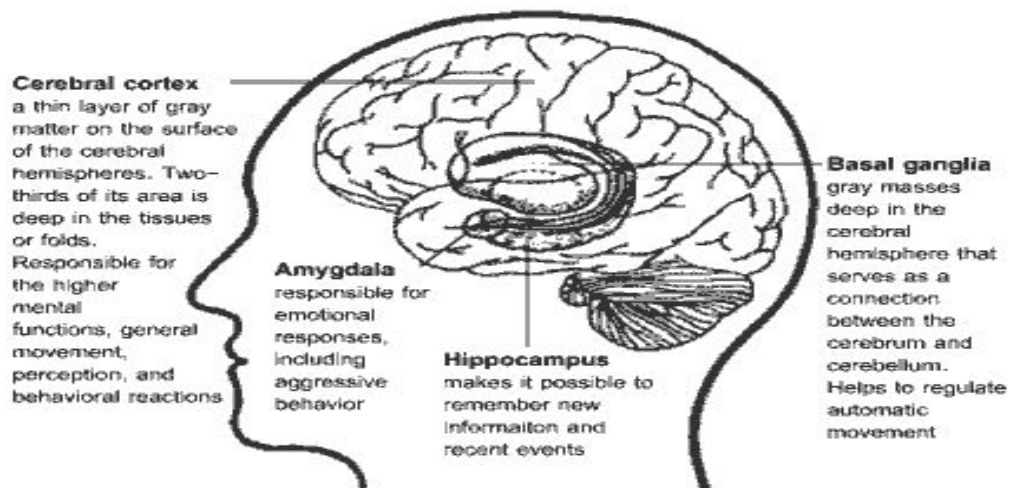 Cerebral cortex
a thin layer of gray
matter on the surface
of the cerebral
hemispheres. Two-
thirds of its area is
deep in the tissues
or folds.
Responsible for
the higher
mental
functions, general
movement,
perception, and
behavioral reactions
Amygdala
responsible for
emotional
responses,
including
aggressive
behavior
Hippocampus
makes it possible to
remember new
informaiton and
recent events
Basal ganglia
gray masses
deep in the
cerebral
hemisphere that
serves as a
connection
between the
cerebrum and
cerebellum.
Helps to regulate
automatic
movement